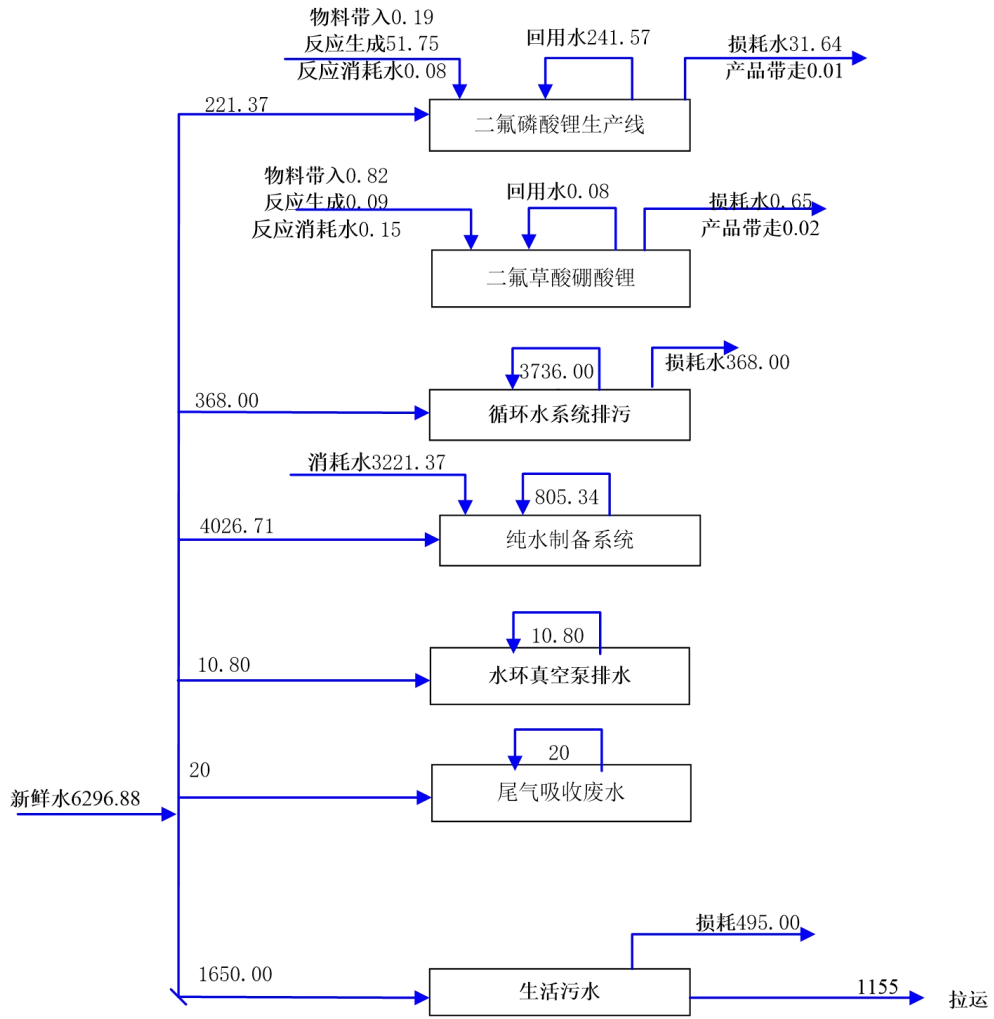 物料带入0.19
反应生成51.75
反应消耗水0.08
回用水241.57
损耗水31.64
产品带走0.01
221.37
二氟磷酸锂生产线
物料带入0.82
反应生成0.09
反应消耗水0.15
回用水0.08
损耗水0.65
产品带走0.02
二氟草酸硼酸锂
3736.00
损耗水368.00
368.00
循环水系统排污
消耗水3221.37
805.34
4026.71
纯水制备系统
10.80
10.80
水环真空泵排水
20
20
尾气吸收废水
新鲜水6296.88
损耗495.00
1650.00
生活污水
1155
拉运